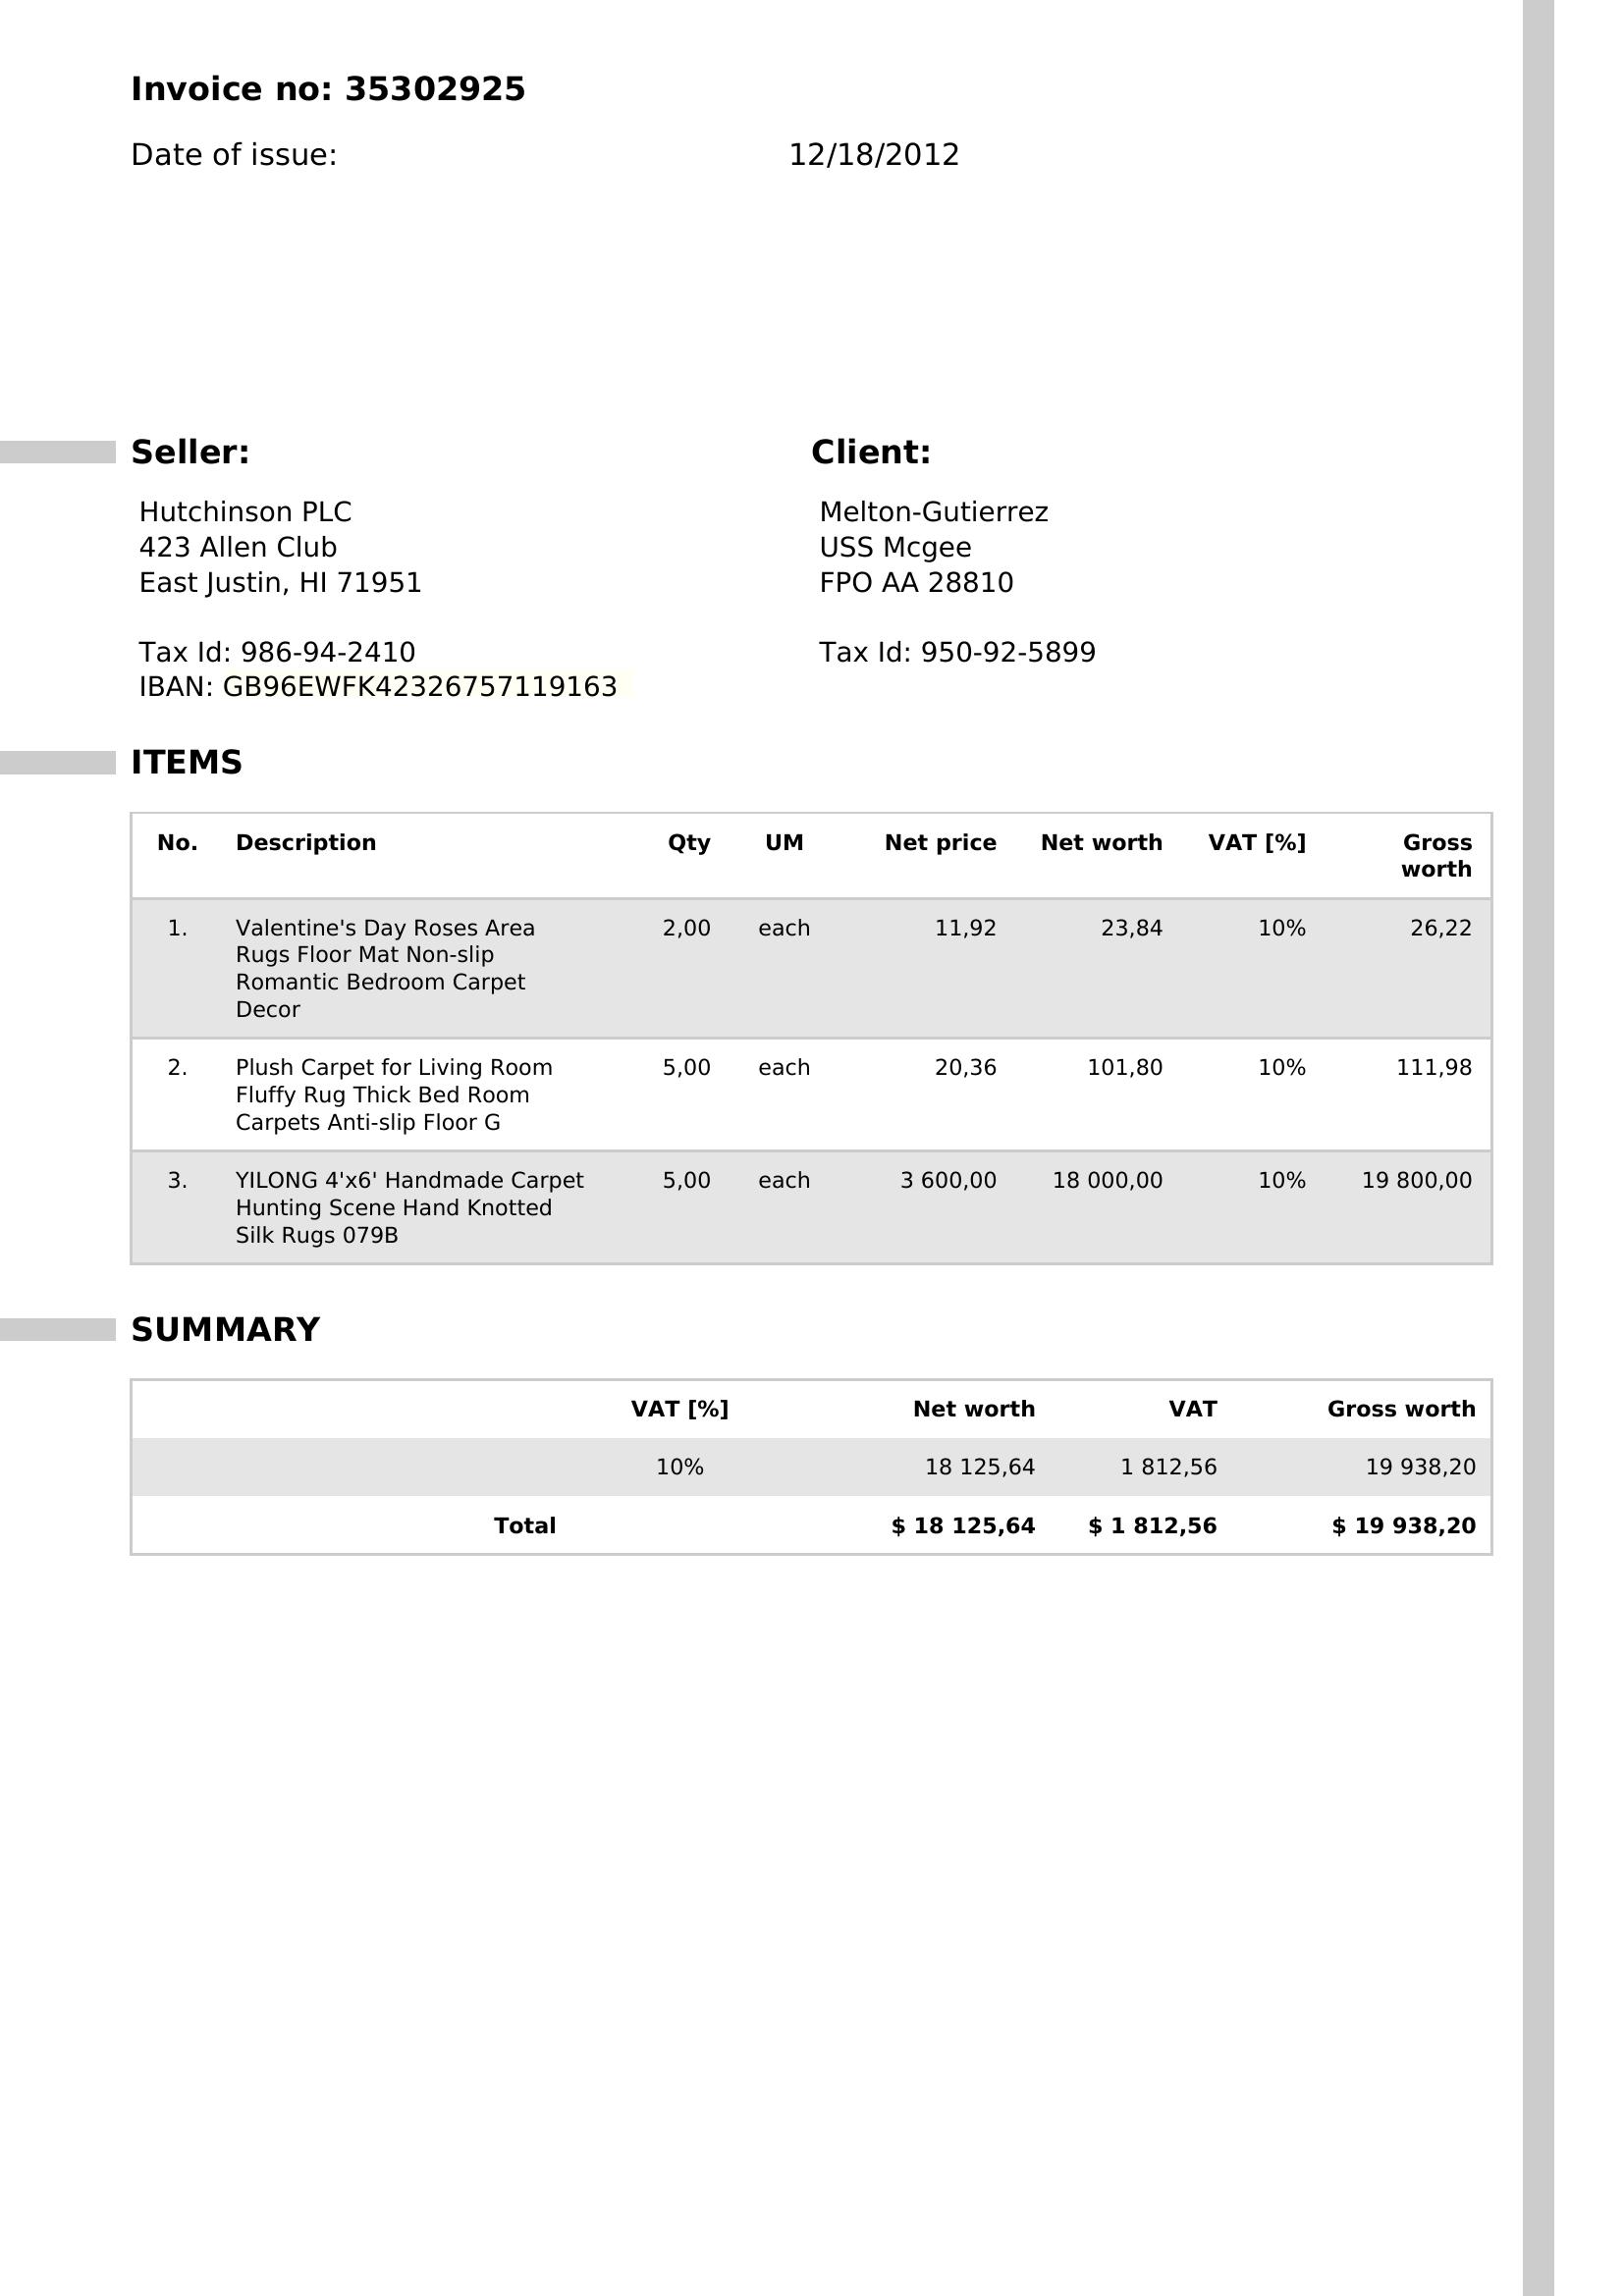 Invoice no: 35302925
Date of issue: 12/18/2012
Seller:
Hutchinson PLC
423 Allen Club
East Justin, HI 71951
Tax Id: 986-94-2410
IBAN: GB96EWFK42326757119163
Client:
Melton-Gutierrez
USS Mcgee
FPO AA 28810
Tax Id: 950-92-5899
ITEMS
No. Description Qty UM Net price Net worth VAT [%] Gross
worth
1. Valentine's Day Roses Area 2,00 each 11,92 23,84 10% 26,22
Rugs Floor Mat Non-slip
Romantic Bedroom Carpet
Decor
2. Plush Carpet for Living Room 5,00 each 20,36 101,80 10% 111,98
Fluffy Rug Thick Bed Room
Carpets Anti-slip Floor G
3. YILONG 4'x6' Handmade Carpet 5,00 each 3 600,00 18 000,00 10% 19 800,00
Hunting Scene Hand Knotted
Silk Rugs 079B
SUMMARY
VAT [%] Net worth VAT Gross worth
10% 18 125,64 1 812,56 19 938,20
Total $ 18 125,64 $ 1 812,56 $ 19 938,20